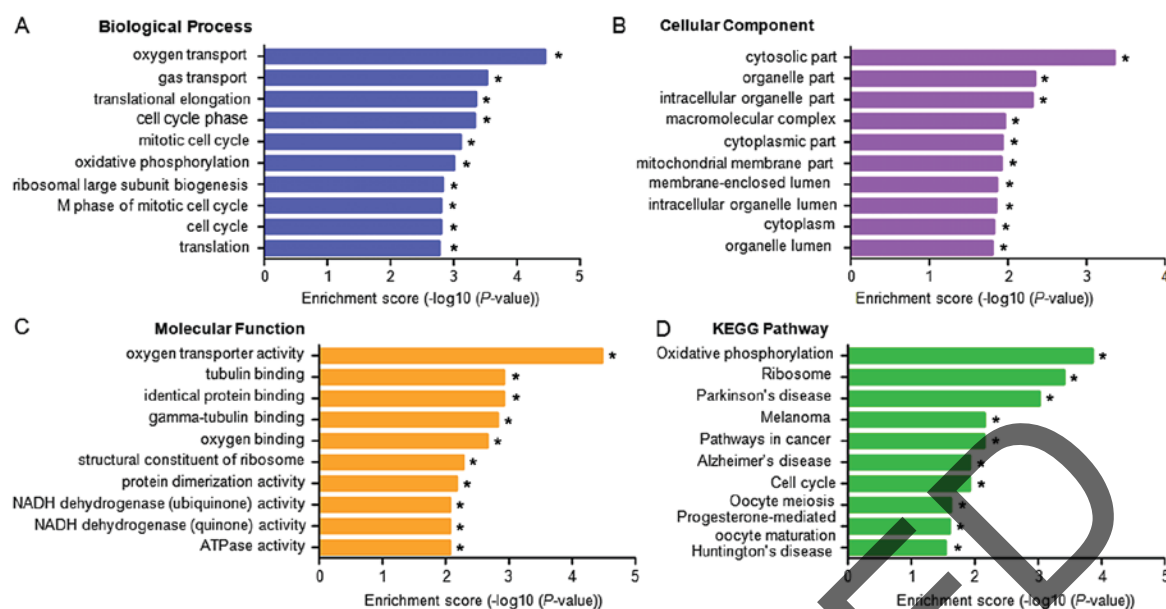 A
Biological Process
oxygen transport *
gas transport *
translational elongation *
cell cycle phase *
mitotic cell cycle *
oxidative phosphorylation *
ribosomal large subunit biogenesis *
M phase of mitotic cell cycle *
cell cycle *
translation *
0 1 2 3 4 5
Enrichment score (-log10 (P-value))
B
Cellular Component
cytosolic part *
organelle part *
intracellular organelle part *
macromolecular complex *
cytoplasmic part *
mitochondrial membrane part *
membrane-enclosed lumen *
intracellular organelle lumen *
cytoplasm *
organelle lumen *
0 1 2 3 4
Enrichment score (-log10 (P-value))
C
Molecular Function
oxygen transporter activity *
tubulin binding *
identical protein binding *
gamma-tubulin binding *
oxygen binding *
structural constituent of ribosome *
protein dimerization activity *
NADH dehydrogenase (ubiquinone) activity *
NADH dehydrogenase (quinone) activity *
ATPase activity *
0 1 2 3 4 5
Enrichment score (-log10 (P-value))
D
KEGG Pathway
Oxidative phosphorylation *
Ribosome *
Parkinson's disease *
Melanoma *
Pathways in cancer *
Alzheimer's disease *
Cell cycle *
Oocyte meiosis *
Progesterone-mediated
oocyte maturation *
Huntington's disease *
0 1 2 3 4 5
Enrichment score (-log10 (P-value))
ED